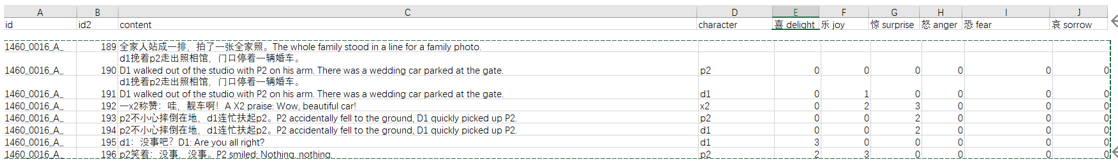 A B C D E F G H I J
id id2 content character 喜 delight 乐 joy 惊 surprise 怒 anger 恐 fear 哀 sorrow
1460_0016_A_ 189 全家人站成一排，拍了一张全家照。The whole family stood in a line for a family photo.
d1挽着p2走出照相馆，门口停着一辆婚车。
1460_0016_A_ 190 D1 walked out of the studio with P2 on his arm. There was a wedding car parked at the gate. p2 0 0 0 0 0 0
d1挽着p2走出照相馆，门口停着一辆婚车。
1460_0016_A_ 191 D1 walked out of the studio with P2 on his arm. There was a wedding car parked at the gate. d1 0 1 0 0 0 0
1460_0016_A_ 192 一x2称赞：哇，靓车啊！A X2 praise: Wow, beautiful car! x2 0 2 3 0 0 0
1460_0016_A_ 193 p2不小心摔倒在地，d1连忙扶起p2。P2 accidentally fell to the ground, D1 quickly picked up P2. p2 0 0 2 0 0 0
1460_0016_A_ 194 p2不小心摔倒在地，d1连忙扶起p2。P2 accidentally fell to the ground, D1 quickly picked up P2. d1 0 0 2 0 0 0
1460_0016_A_ 195 d1：没事吧？D1: Are you all right? d1 3 0 0 0 0 0
1460_0016_A_ 196 p2笑着：没事，没事。P2 smiled: Nothing, nothing. p2 2 3 0 0 0 0